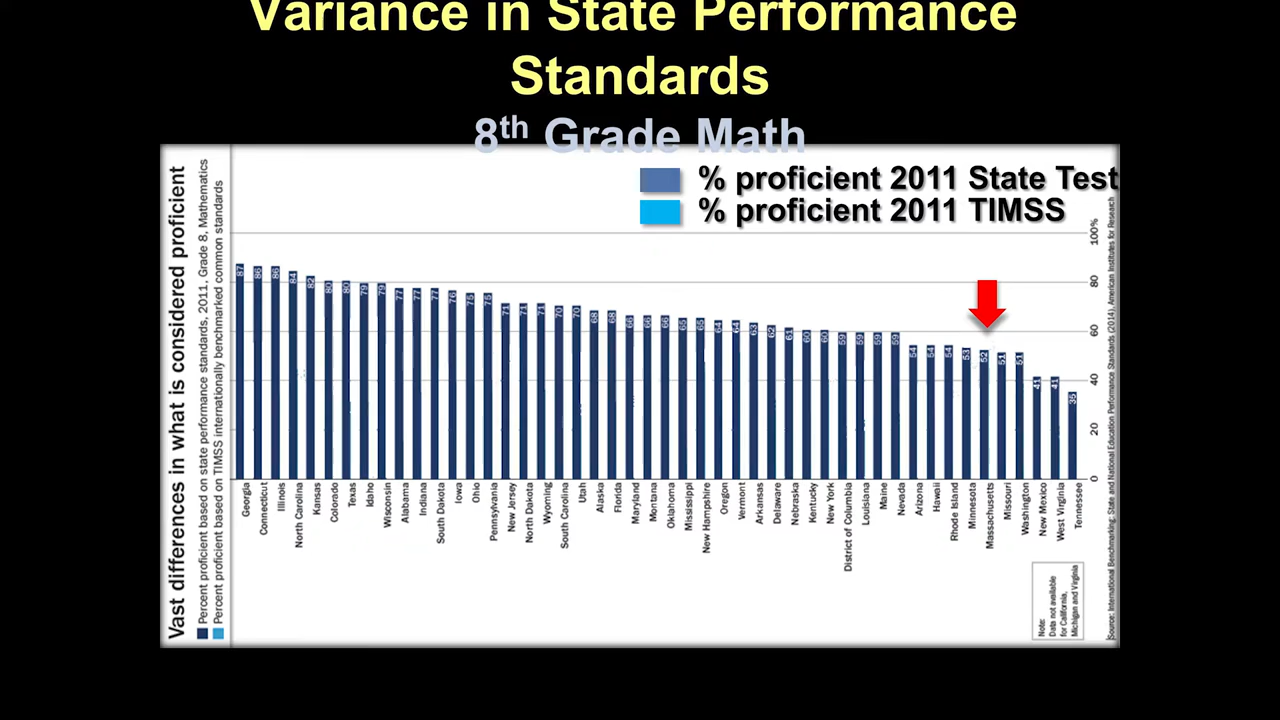 Variance in State Performance
Standards
8th Grade Math
% proficient 2011 State Test
% proficient 2011 TIMSS
Vast differences in what is considered proficient
Percent proficient based on state performance standards, 2011. Grade 8, Mathematics
Percent proficient based on TIMSS internationally benchmarked common standards
100%
80
60
40
20
0
87 86 86 84 82 80 80 79 79 77 77 77 76 75 75 71 71 71 70 70 68 68 66 66 66 65 65 64 64 63 62 61 60 60 59 59 59 59 54 54 54 53 52 51 51 41 41 35
Georgia
Connecticut
Illinois
North Carolina
Kansas
Colorado
Texas
Idaho
Wisconsin
Alabama
Indiana
South Dakota
Iowa
Ohio
Pennsylvania
New Jersey
North Dakota
Wyoming
South Carolina
Utah
Alaska
Florida
Maryland
Montana
Oklahoma
Mississippi
New Hampshire
Oregon
Vermont
Arkansas
Delaware
Nebraska
Kentucky
New York
District of Columbia
Louisiana
Maine
Nevada
Arizona
Hawaii
Rhode Island
Minnesota
Massachusetts
Missouri
Washington
New Mexico
West Virginia
Tennessee
Note:
Data not available
for California,
Michigan and Virginia
Source: International Benchmarking: State and National Education Performance Standards (2014), American Institutes for Research